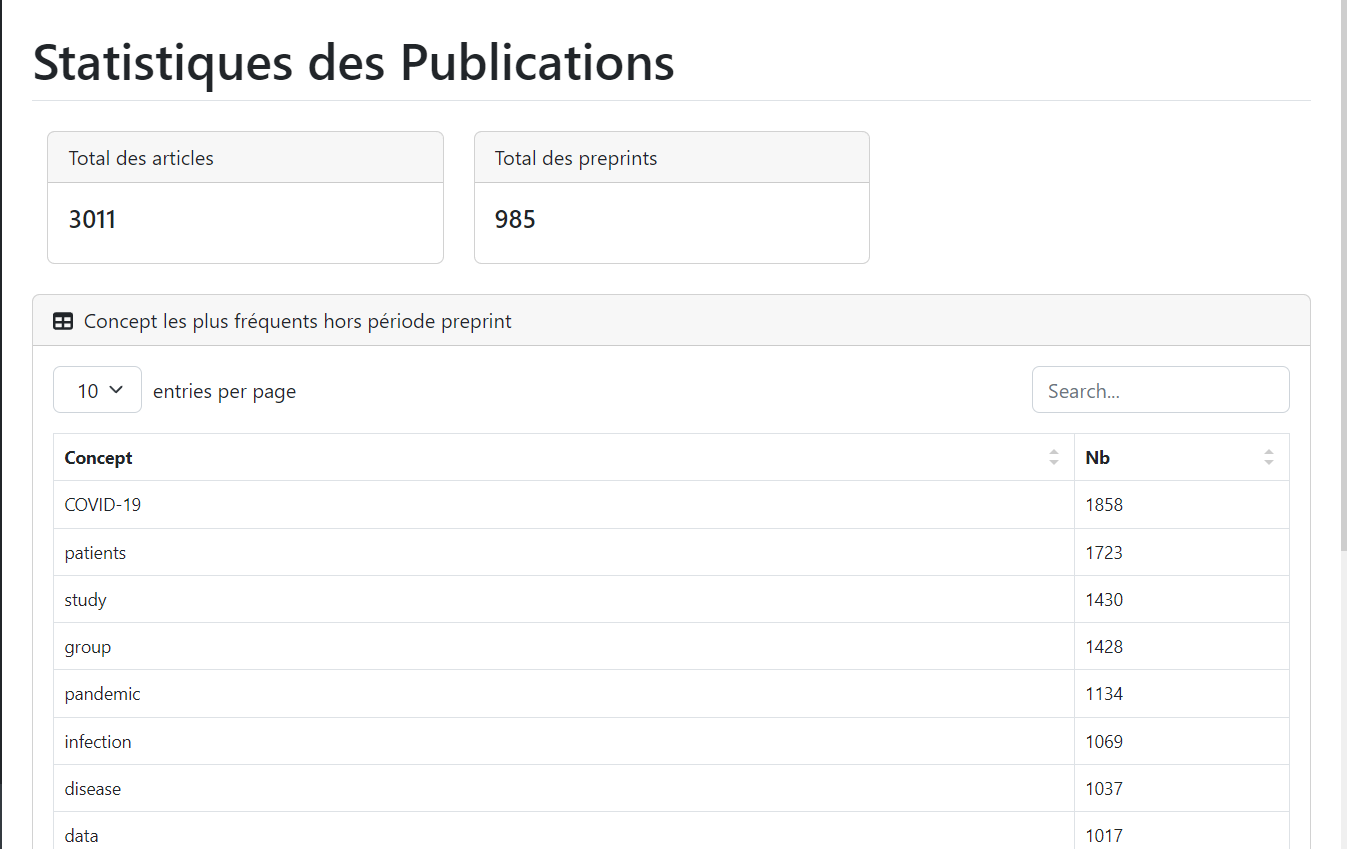 Statistiques des Publications
Total des articles
3011
Total des preprints
985
Concept les plus fréquents hors période preprint
10 entries per page
Search...
Concept Nb
COVID-19 1858
patients 1723
study 1430
group 1428
pandemic 1134
infection 1069
disease 1037
data 1017